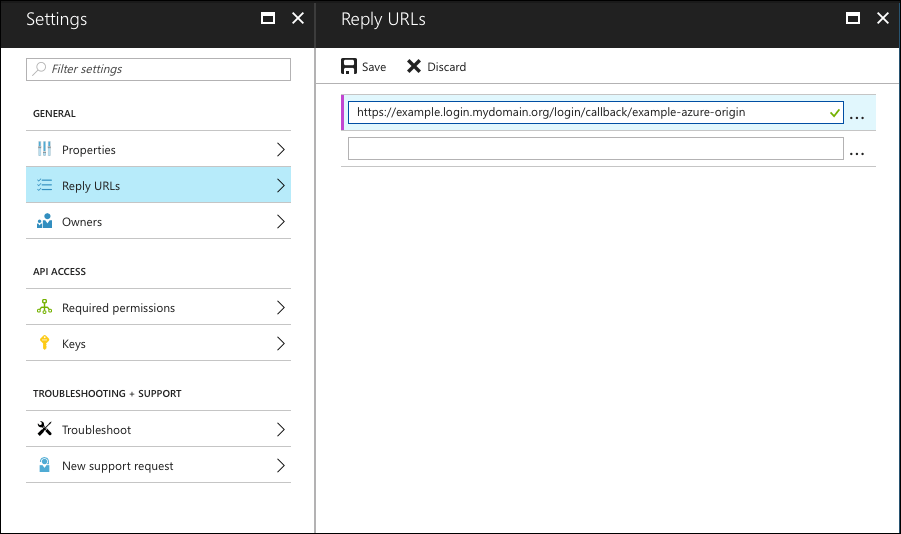 Settings
Filter settings
GENERAL
Properties
Reply URLs
Owners
API ACCESS
Required permissions
Keys
TROUBLESHOOTING + SUPPORT
Troubleshoot
New support request
Reply URLs
Save Discard
https://example.login.mydomain.org/login/callback/example-azure-origin
...
...